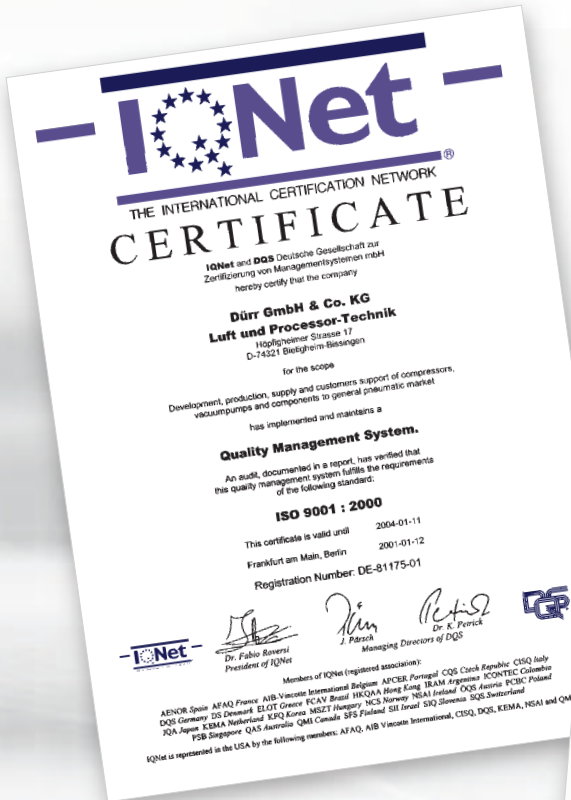 IQNet
®
THE INTERNATIONAL CERTIFICATION NETWORK
CERTIFICATE
IQNet and DQS Deutsche Gesellschaft zur
Zertifizierung von Managementsystemen mbH
hereby certify that the company
Dürr GmbH & Co. KG
Luft und Processor-Technik
Höpfigheimer Strasse 17
D-74321 Bietigheim-Bissingen
for the scope
Development, production, supply and customers support of compressors,
vacuumpumps and components to general pneumatic market
has implemented and maintains a
Quality Management System.
An audit, documented in a report, has verified that
this quality management system fulfills the requirements
of the following standard:
ISO 9001 : 2000
This certificate is valid until 2004-01-11
Frankfurt am Main, Berlin 2001-01-12
Registration Number: DE-81175-01
IQNet
Dr. Fabio Roversi
President of IQNet
J. Pärsch
Dr. K. Petrick
Managing Directors of DQS
DQS
Members of IQNet (registered association):
AENOR Spain AFAQ France AIB-Vincotte International Belgium APCER Portugal CQS Czech Republic CISQ Italy
DQS Germany DS Denmark ELOT Greece FCAV Brazil HKQAA Hong Kong IRAM Argentina ICONTEC Colombia
JQA Japan KEMA Netherland KFQ Korea MSZT Hungary NCS Norway NSAI Ireland ÖQS Austria PCBC Poland
PSB Singapore QAS Australia QMI Canada SFS Finland SII Israel SIQ Slovenia SQS Switzerland
IQNet is represented in the USA by the following members: AFAQ, AIB Vincotte International, CISQ, DQS, KEMA, NSAI and QM